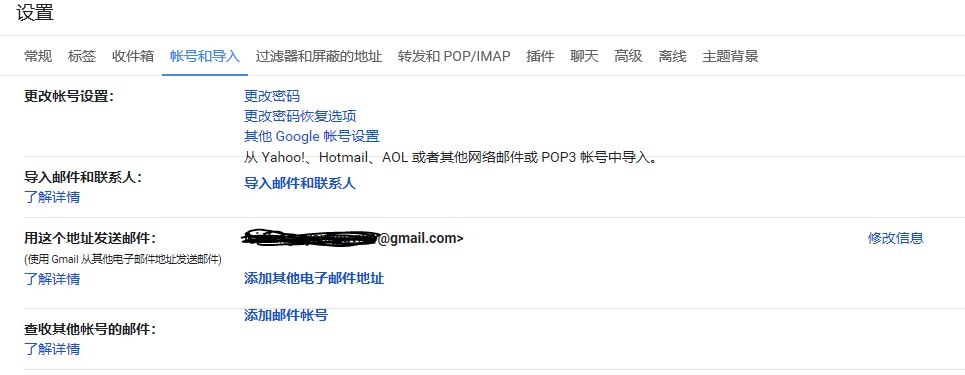 设置
常规 标签 收件箱 帐号和导入 过滤器和屏蔽的地址 转发和 POP/IMAP 插件 聊天 高级 离线 主题背景
更改帐号设置： 更改密码
更改密码恢复选项
其他 Google 帐号设置
从 Yahoo!、Hotmail、AOL 或者其他网络邮件或 POP3 帐号中导入。
导入邮件和联系人： 导入邮件和联系人
了解详情
用这个地址发送邮件： @gmail.com> 修改信息
(使用 Gmail 从其他电子邮件地址发送邮件)
了解详情 添加其他电子邮件地址
添加邮件帐号
查收其他帐号的邮件：
了解详情